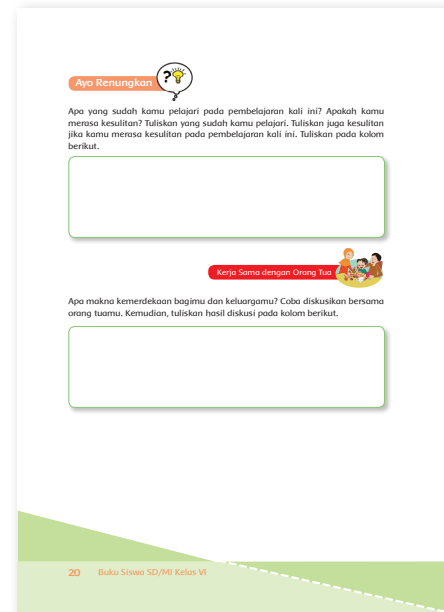 Ayo Renungkan
?
Apa yang sudah kamu pelajari pada pembelajaran kali ini? Apakah kamu
merasa kesulitan? Tuliskan yang sudah kamu pelajari. Tuliskan juga kesulitan
jika kamu merasa kesulitan pada pembelajaran kali ini. Tuliskan pada kolom
berikut.
Kerja Sama dengan Orang Tua
Apa makna kemerdekaan bagimu dan keluargamu? Coba diskusikan bersama
orang tuamu. Kemudian, tuliskan hasil diskusi pada kolom berikut.
20 Buku Siswa SD/MI Kelas VI